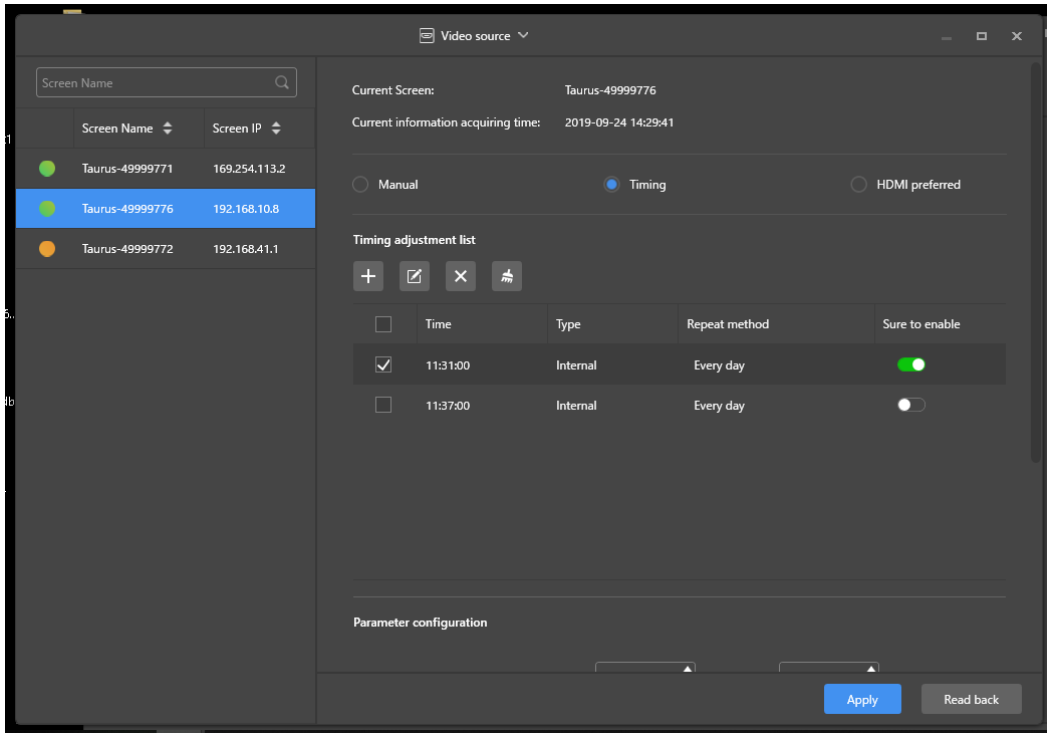 Video source
Screen Name
Screen Name Screen IP
Taurus-49999771 169.254.113.2
Taurus-49999776 192.168.10.8
Taurus-49999772 192.168.41.1
Current Screen: Taurus-49999776
Current information acquiring time: 2019-09-24 14:29:41
Manual Timing HDMI preferred
Timing adjustment list
Time Type Repeat method Sure to enable
11:31:00 Internal Every day
11:37:00 Internal Every day
Parameter configuration
Apply Read back